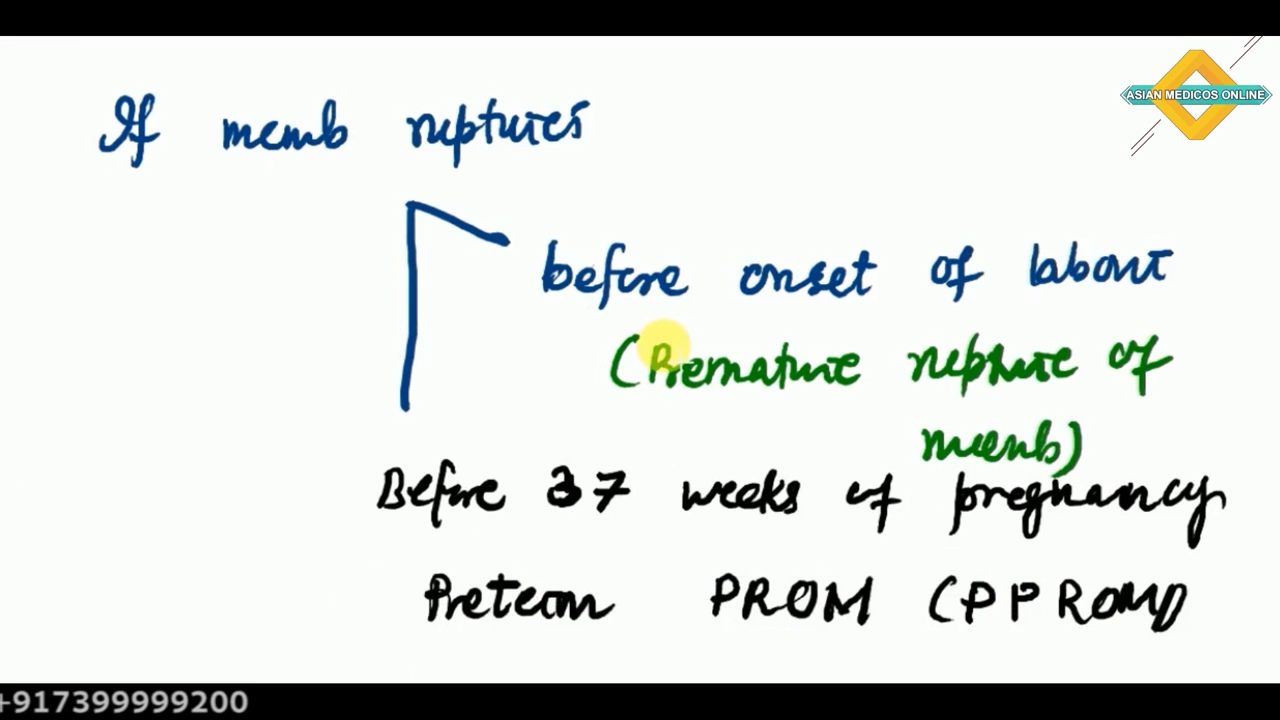 ASIAN MEDICOS ONLINE
If memb ruptures
before onset of labour
(Premature rupture of
memb)
Before 37 weeks of pregnancy
Preterm PROM (PPROM)
+917399999200